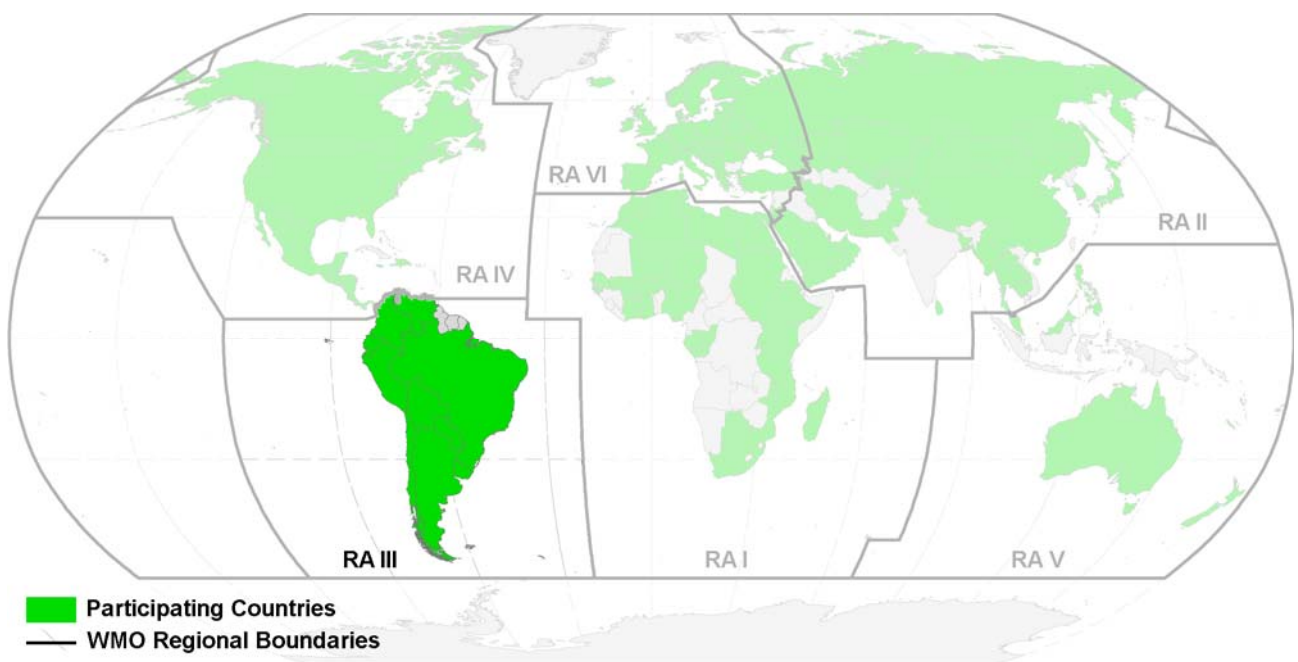 RA VI
RA II
RA IV
RA III
RA I
RA V
Participating Countries
WMO Regional Boundaries